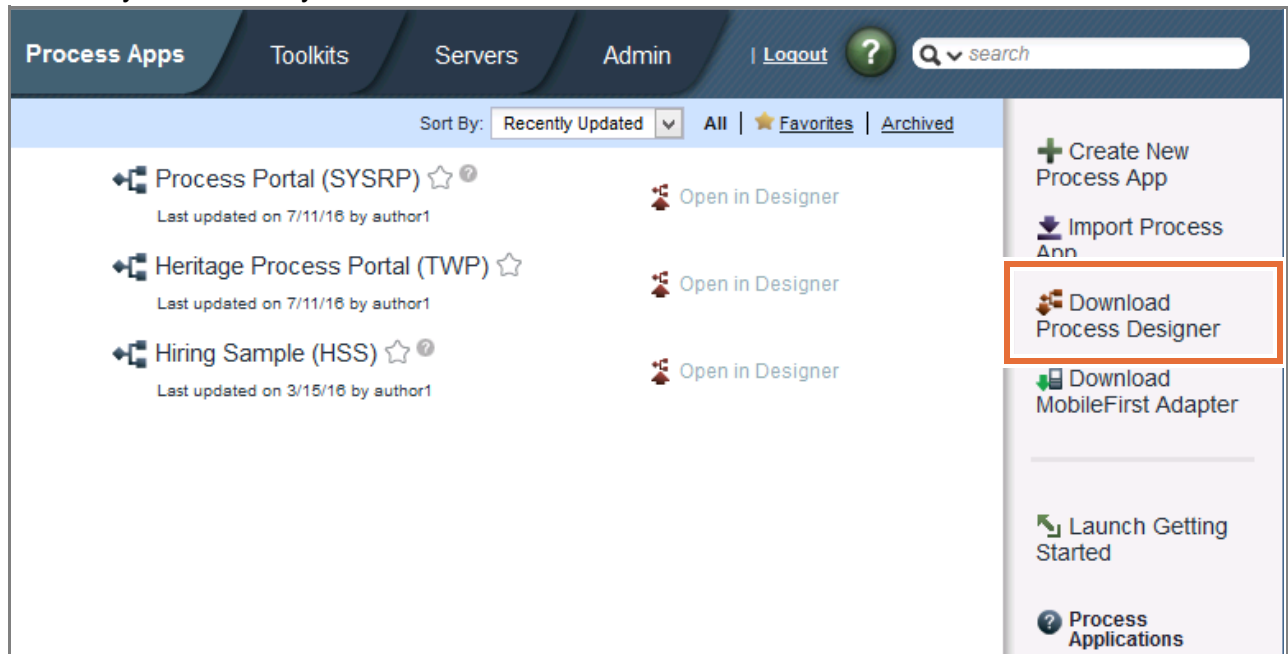 Process Apps Toolkits Servers Admin | Logout ? search
Sort By: Recently Updated All | Favorites | Archived
Process Portal (SYSRP) ?
Last updated on 7/11/16 by author1
Open in Designer
Heritage Process Portal (TWP)
Last updated on 7/11/16 by author1
Open in Designer
Hiring Sample (HSS) ?
Last updated on 3/15/16 by author1
Open in Designer
Create New
Process App
Import Process
App
Download
Process Designer
Download
MobileFirst Adapter
Launch Getting
Started
? Process
Applications